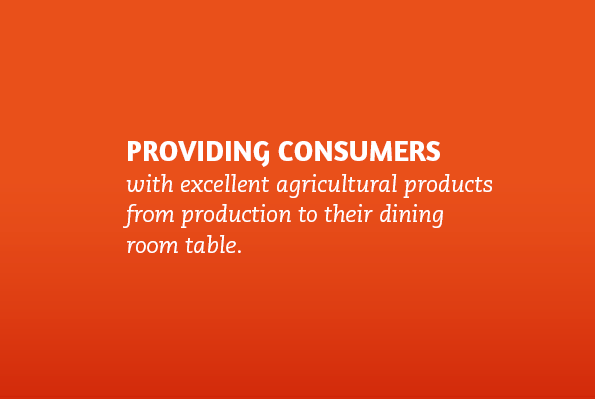 PROVIDING CONSUMERS
with excellent agricultural products
from production to their dining
room table.